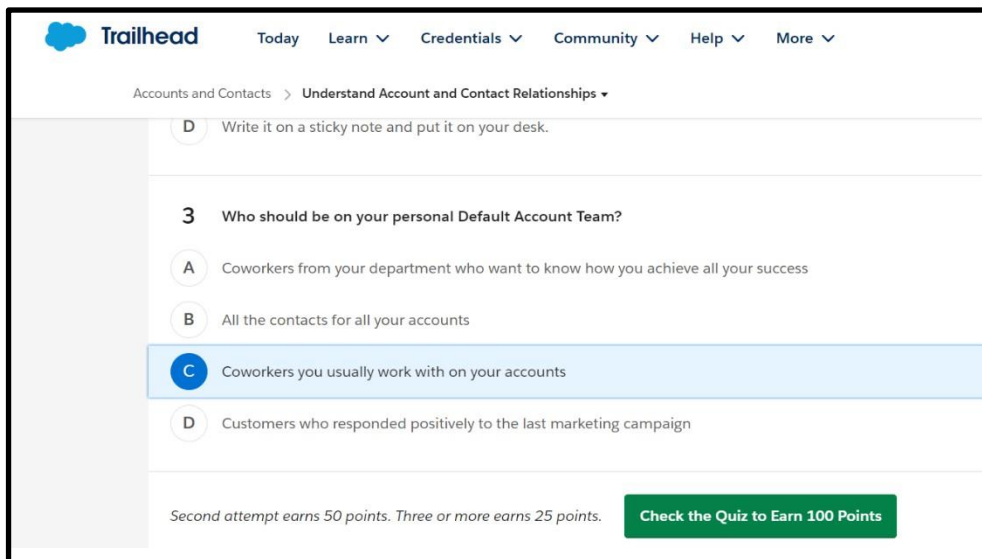 Trailhead Today Learn Credentials Community Help More
Accounts and Contacts > Understand Account and Contact Relationships
D Write it on a sticky note and put it on your desk.
3 Who should be on your personal Default Account Team?
A Coworkers from your department who want to know how you achieve all your success
B All the contacts for all your accounts
C Coworkers you usually work with on your accounts
D Customers who responded positively to the last marketing campaign
Second attempt earns 50 points. Three or more earns 25 points. Check the Quiz to Earn 100 Points